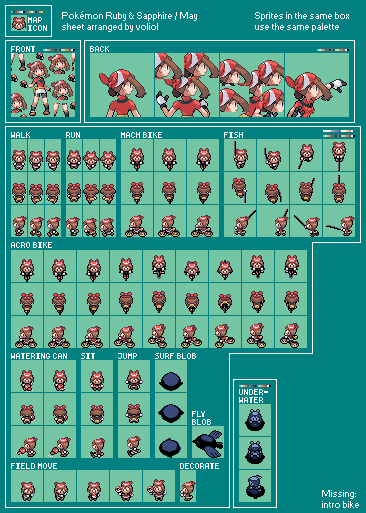 MAP
ICON
Pokémon Ruby & Sapphire / May
sheet arranged by voliol
Sprites in the same box
use the same palette
FRONT
BACK
WALK
RUN
MACH BIKE
FISH
ACRO BIKE
WATERING CAN
SIT
JUMP
SURF BLOB
FLY
BLOB
UNDER-
WATER
FIELD MOVE
DECORATE
Missing:
intro bike